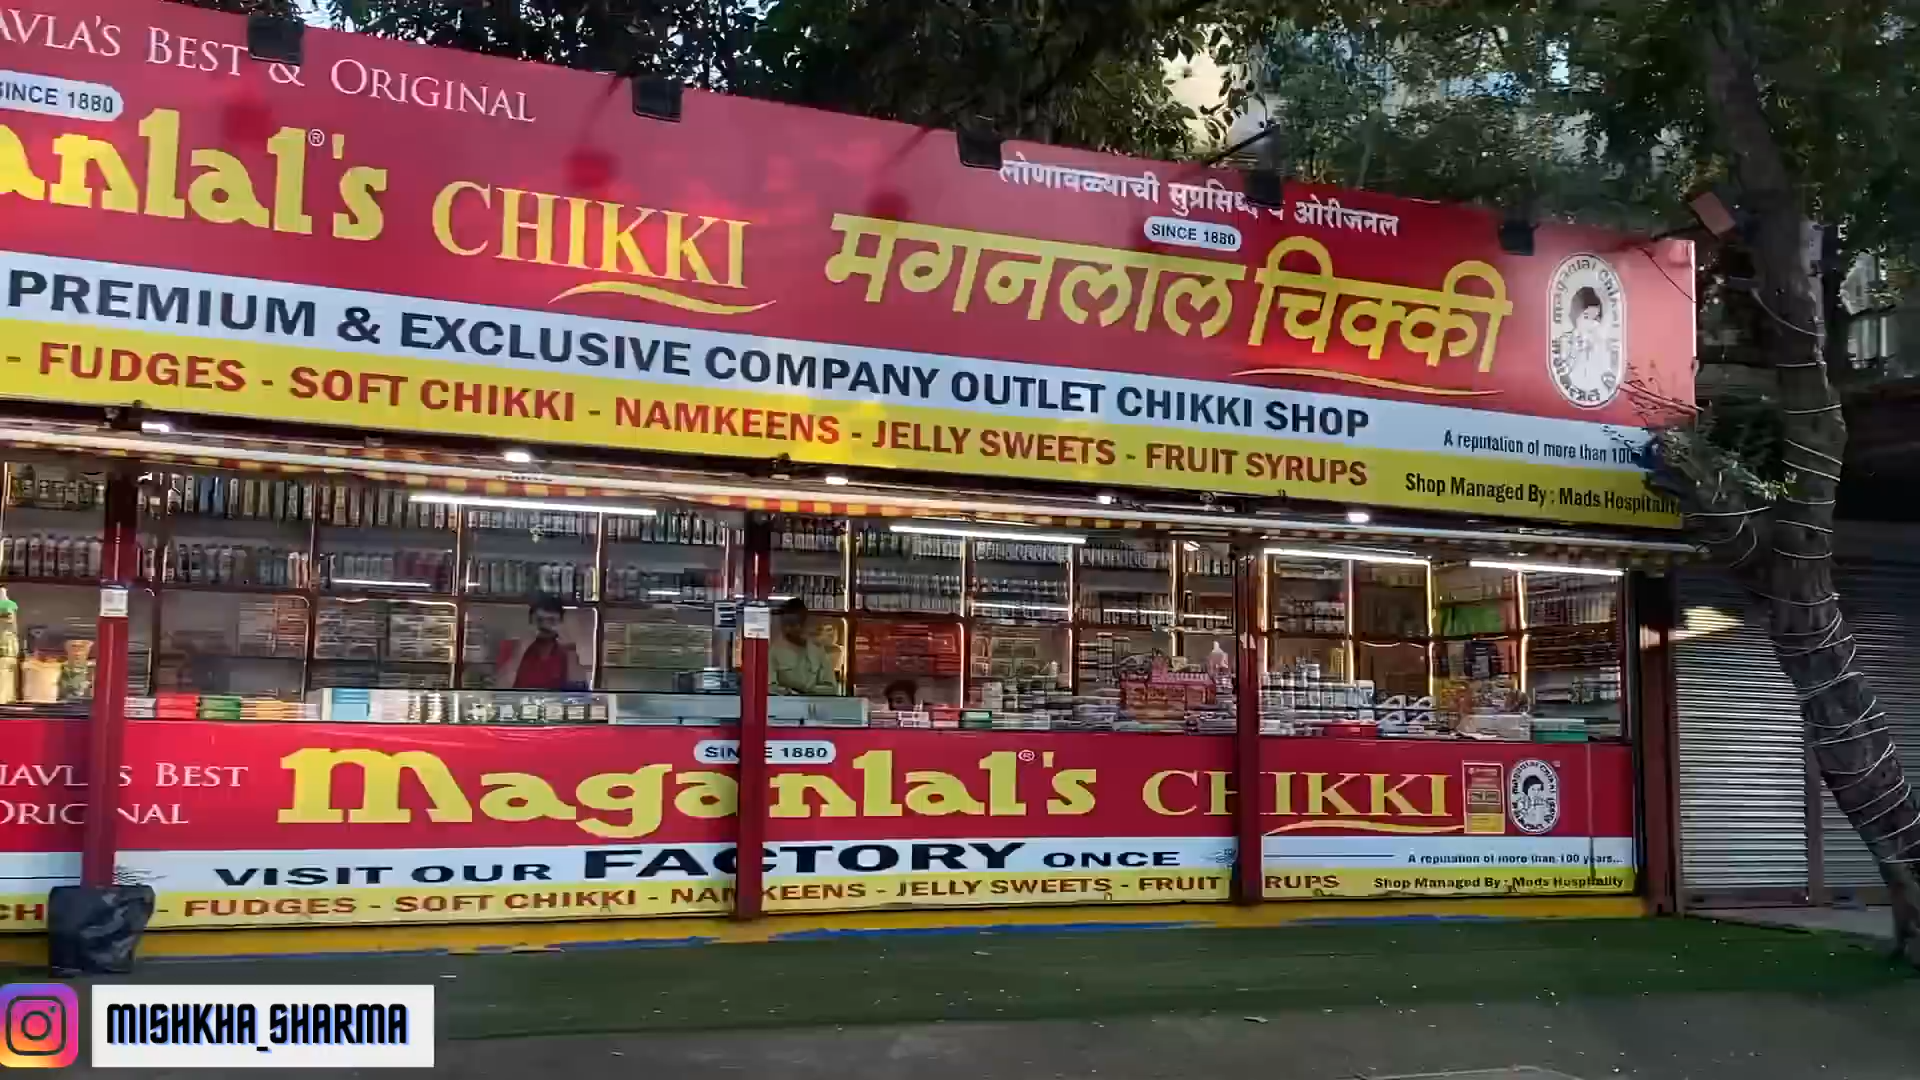 AVLA'S BEST & ORIGINAL
SINCE 1880
anlal's® CHIKKI
लोणावळ्याची सुप्रसिध्द व ओरीजनल
SINCE 1880
मगनलाल चिक्की
PREMIUM & EXCLUSIVE COMPANY OUTLET CHIKKI SHOP
A reputation of more than 100
- FUDGES - SOFT CHIKKI - NAMKEENS - JELLY SWEETS - FRUIT SYRUPS
Shop Managed By : Mads Hospitality
SINCE 1880
NAVLA'S BEST
ORIGINAL
Maganlal's® CHIKKI
VISIT OUR FACTORY ONCE
A reputation of more than 100 years...
CH - FUDGES - SOFT CHIKKI - NAMKEENS - JELLY SWEETS - FRUIT RUPS
Shop Managed By : Mads Hospitality
MISHKHA_SHARMA